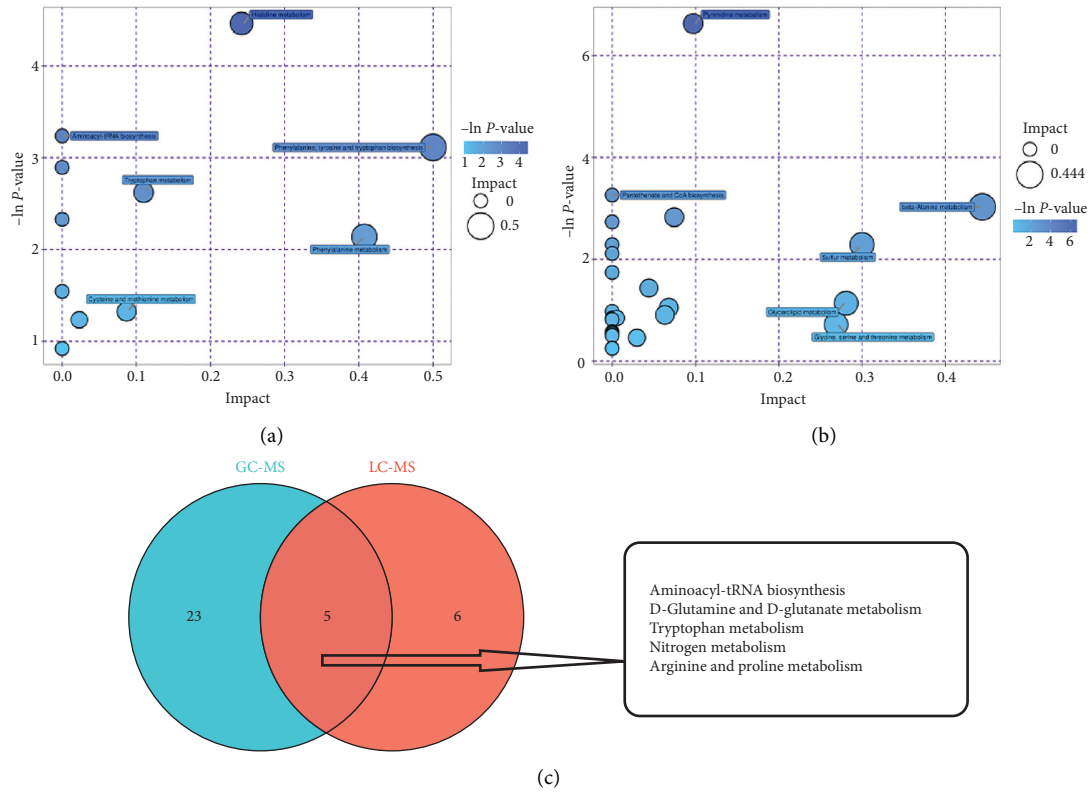 Histidine metabolism
4
Aminoacyl-tRNA biosynthesis
Phenylalanine, tyrosine and tryptophan biosynthesis
3
Tryptophan metabolism
2
Phenylalanine metabolism
Cysteine and methionine metabolism
1
–ln P-value
0.0 0.1 0.2 0.3 0.4 0.5
Impact
–ln P-value
1 2 3 4
Impact
0
0.5
(a)
Pyrimidine metabolism
6
4
Pantothenate and CoA biosynthesis
beta-Alanine metabolism
2
Sulfur metabolism
Glycerolipid metabolism
Glycine, serine and threonine metabolism
0
–ln P-value
0.0 0.1 0.2 0.3 0.4
Impact
Impact
0
0.444
–ln P-value
2 4 6
(b)
GC-MS LC-MS
23 5 6
Aminoacyl-tRNA biosynthesis
D-Glutamine and D-glutanate metabolism
Tryptophan metabolism
Nitrogen metabolism
Arginine and proline metabolism
(c)